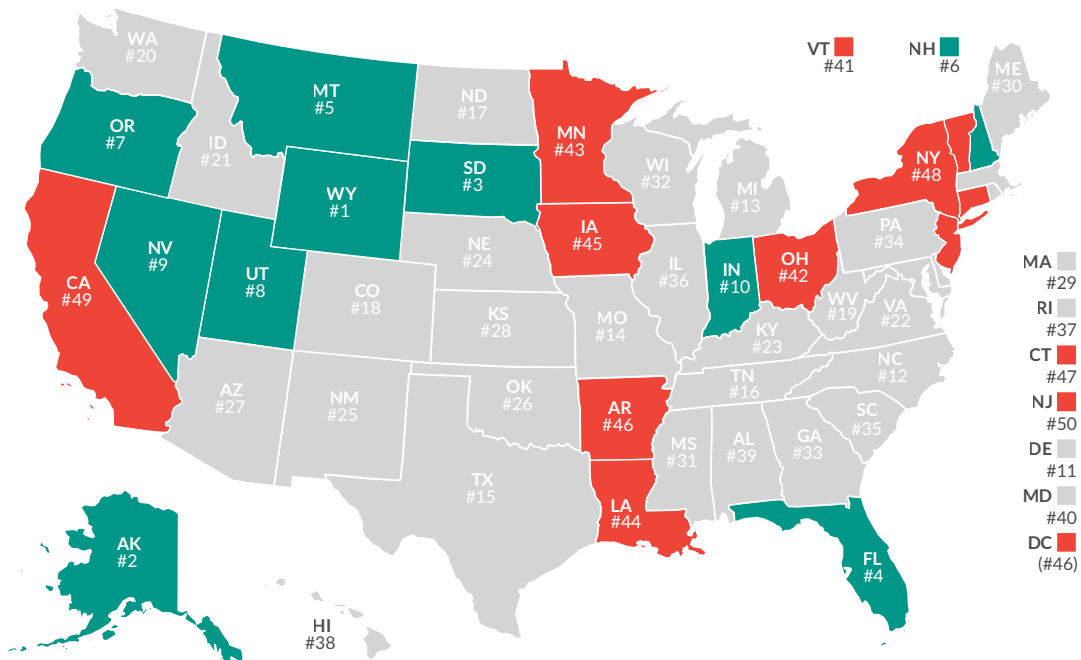 WA
#20
VT
#41
NH
#6
ME
#30
MT
#5
ND
#17
MN
#43
OR
#7
ID
#21
SD
#3
WI
#32
NY
#48
WY
#1
MI
#13
NV
#9
UT
#8
NE
#24
IA
#45
PA
#34
CA
#49
CO
#18
IL
#36
IN
#10
OH
#42
WV
#19
VA
#22
MA
#29
RI
#37
KS
#28
MO
#14
KY
#23
CT
#47
AZ
#27
NM
#25
OK
#26
AR
#46
TN
#16
NC
#12
NJ
#50
SC
#35
MS
#31
AL
#39
GA
#33
DE
#11
TX
#15
LA
#44
MD
#40
AK
#2
FL
#4
DC
(#46)
HI
#38